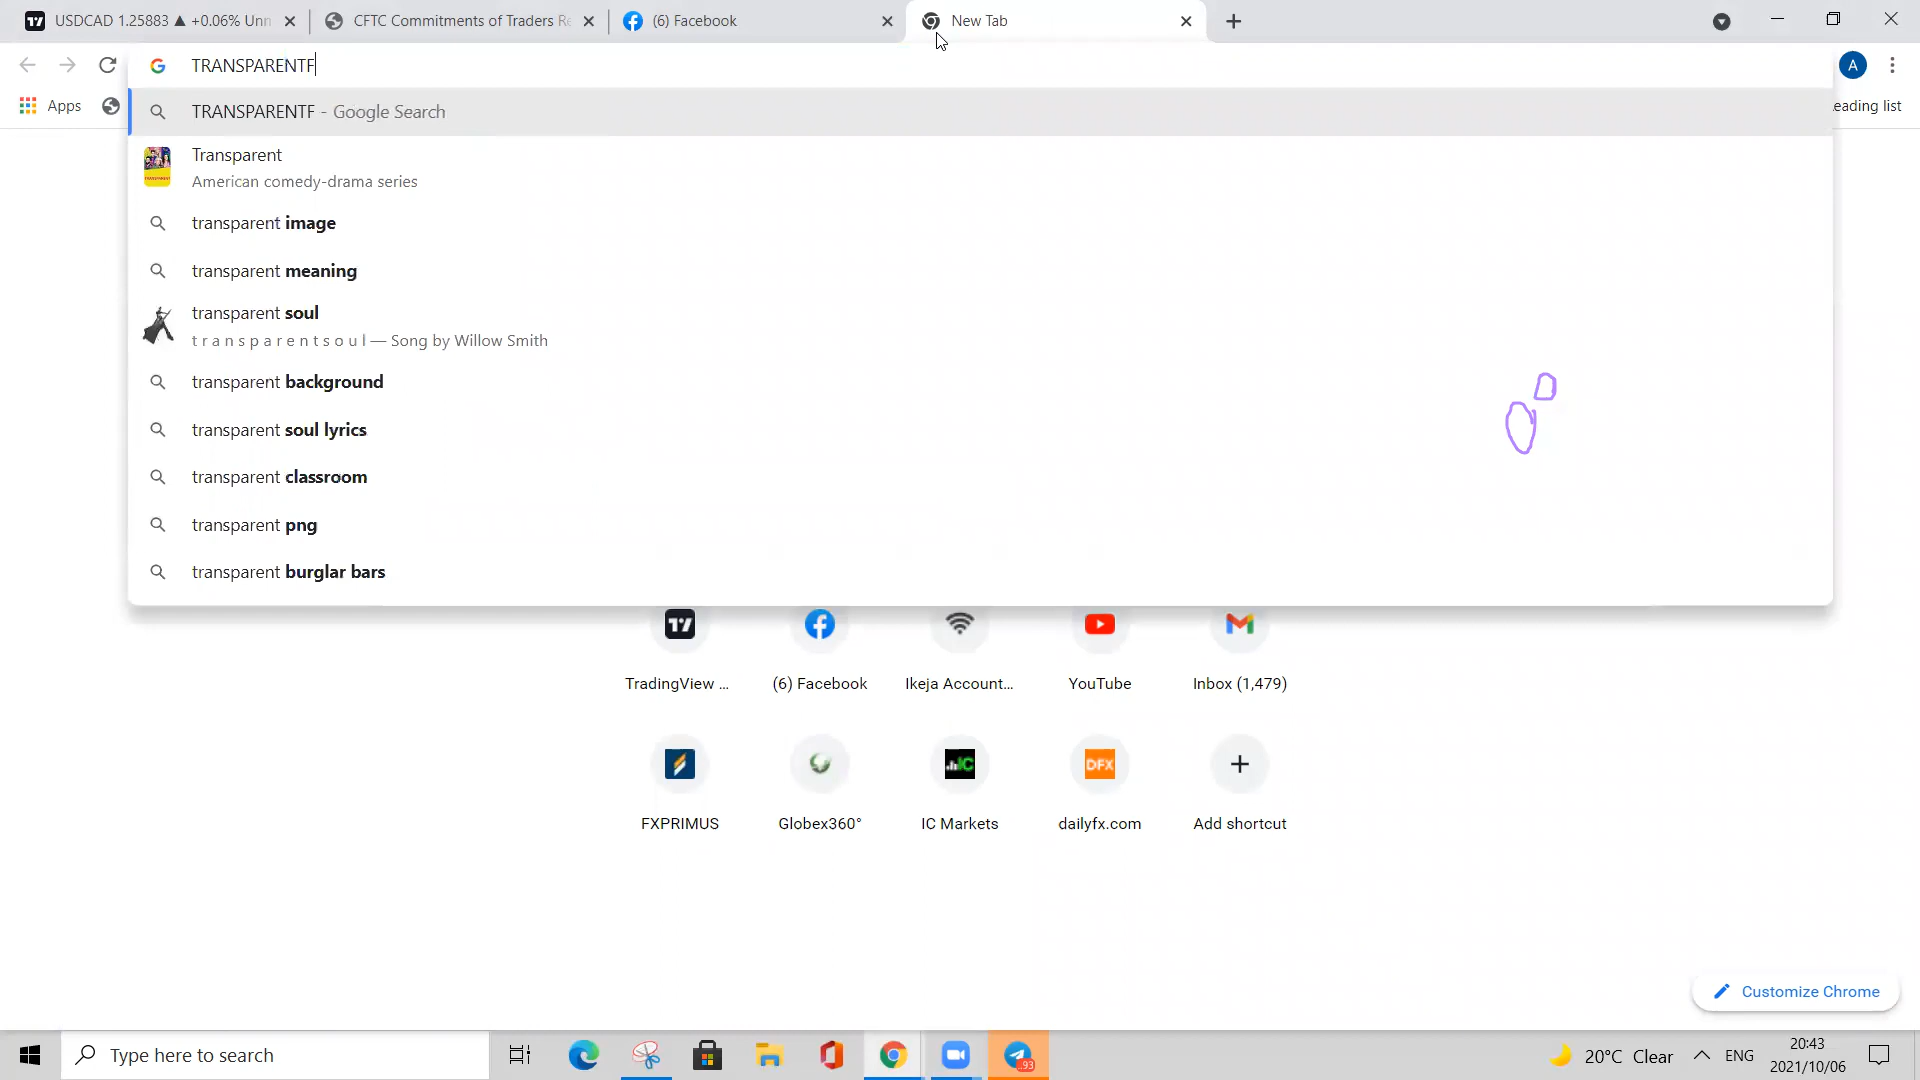 USDCAD 1.25883 ▲ +0.06% Unn
CFTC Commitments of Traders Re
(6) Facebook
New Tab
TRANSPARENTF
A
Apps
eading list
TRANSPARENTF - Google Search
Transparent
American comedy-drama series
transparent image
transparent meaning
transparent soul
t r a n s p a r e n t s o u l — Song by Willow Smith
transparent background
transparent soul lyrics
transparent classroom
transparent png
transparent burglar bars
TradingView ...
(6) Facebook
Ikeja Account...
YouTube
Inbox (1,479)
IC
DFX
FXPRIMUS
Globex360°
IC Markets
dailyfx.com
Add shortcut
Customize Chrome
Type here to search
93
20°C Clear
ENG
20:43
2021/10/06